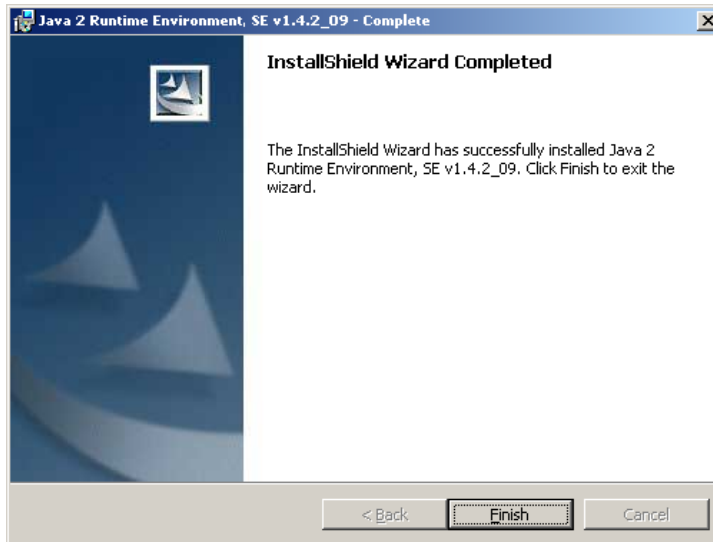 Java 2 Runtime Environment, SE v1.4.2_09 - Complete
InstallShield Wizard Completed
The InstallShield Wizard has successfully installed Java 2
Runtime Environment, SE v1.4.2_09. Click Finish to exit the
wizard.
< Back Finish Cancel